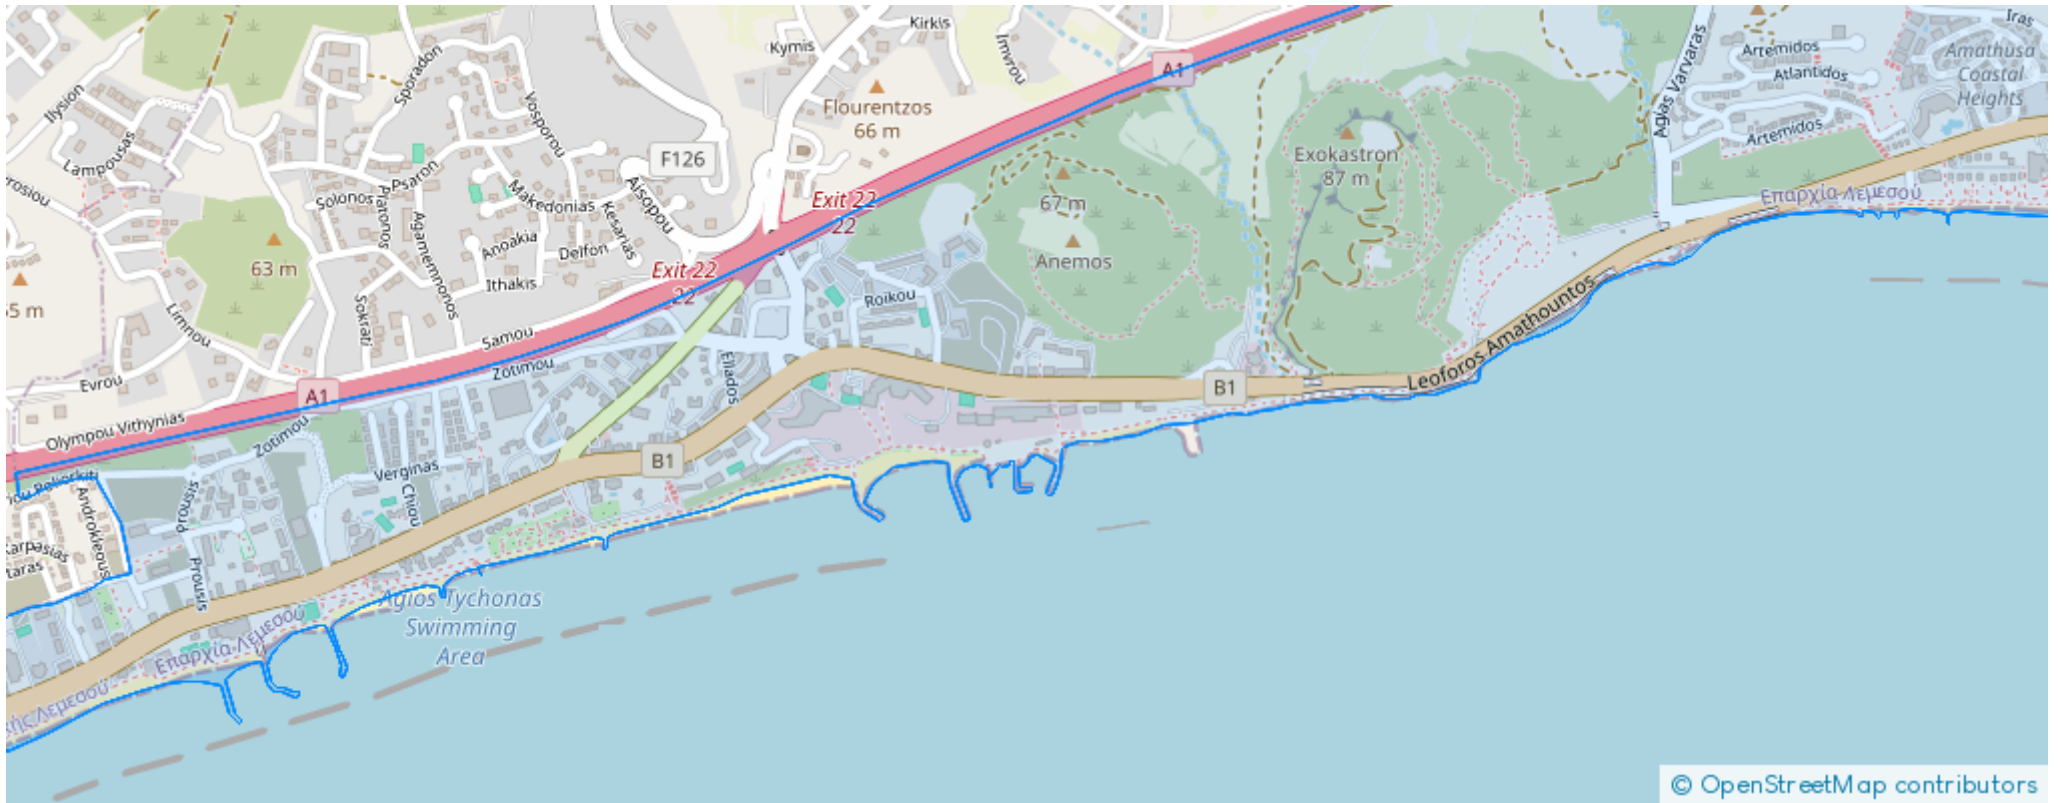 Kirkis
Iras
Kymis
Imvrou
Artemidos
Amathusa
Coastal
Heights
A1
Atlantidos
Sporadon
Ilysion
Vosporou
Flourentzos
66 m
Agias Varvaras
Artemidos
Lampousas
F126
Exokastron
87 m
Psaron
Aisopou
Makedonias
Solonos
Platonos
Kesarias
Exit 22
22
67 m
Επαρχία Λεμεσού
Agamemnonos
Anoakia
Delfon
63 m
Anemos
Exit 22
22
Ithakis
Roikou
Sokrati
Limnou
Samou
Leoforos Amathountos
Zotimou
Eliados
Evrou
A1
B1
Olympou Vithynias
Zotimou
B1
Verginas
Chiou
Prousis
Androkleous
Karpasias
Prousis
Agios Tychonas
Swimming
Area
Επαρχία Λεμεσού
© OpenStreetMap contributors